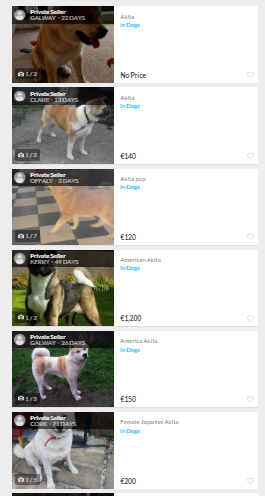 Private Seller
GALWAY - 22 DAYS
1 / 2
Akita
in Dogs
No Price
Private Seller
CLARE - 13 DAYS
1 / 2
Akita
in Dogs
€140
Private Seller
OFFALY - 3 DAYS
1 / 7
Akita pup
in Dogs
€120
Private Seller
KERRY - 49 DAYS
1 / 3
American Akita
in Dogs
€1,200
Private Seller
GALWAY - 26 DAYS
1 / 3
America Akita
in Dogs
€150
Private Seller
CORK - 21 DAYS
1 / 5
Female Japanise Akita
in Dogs
€200